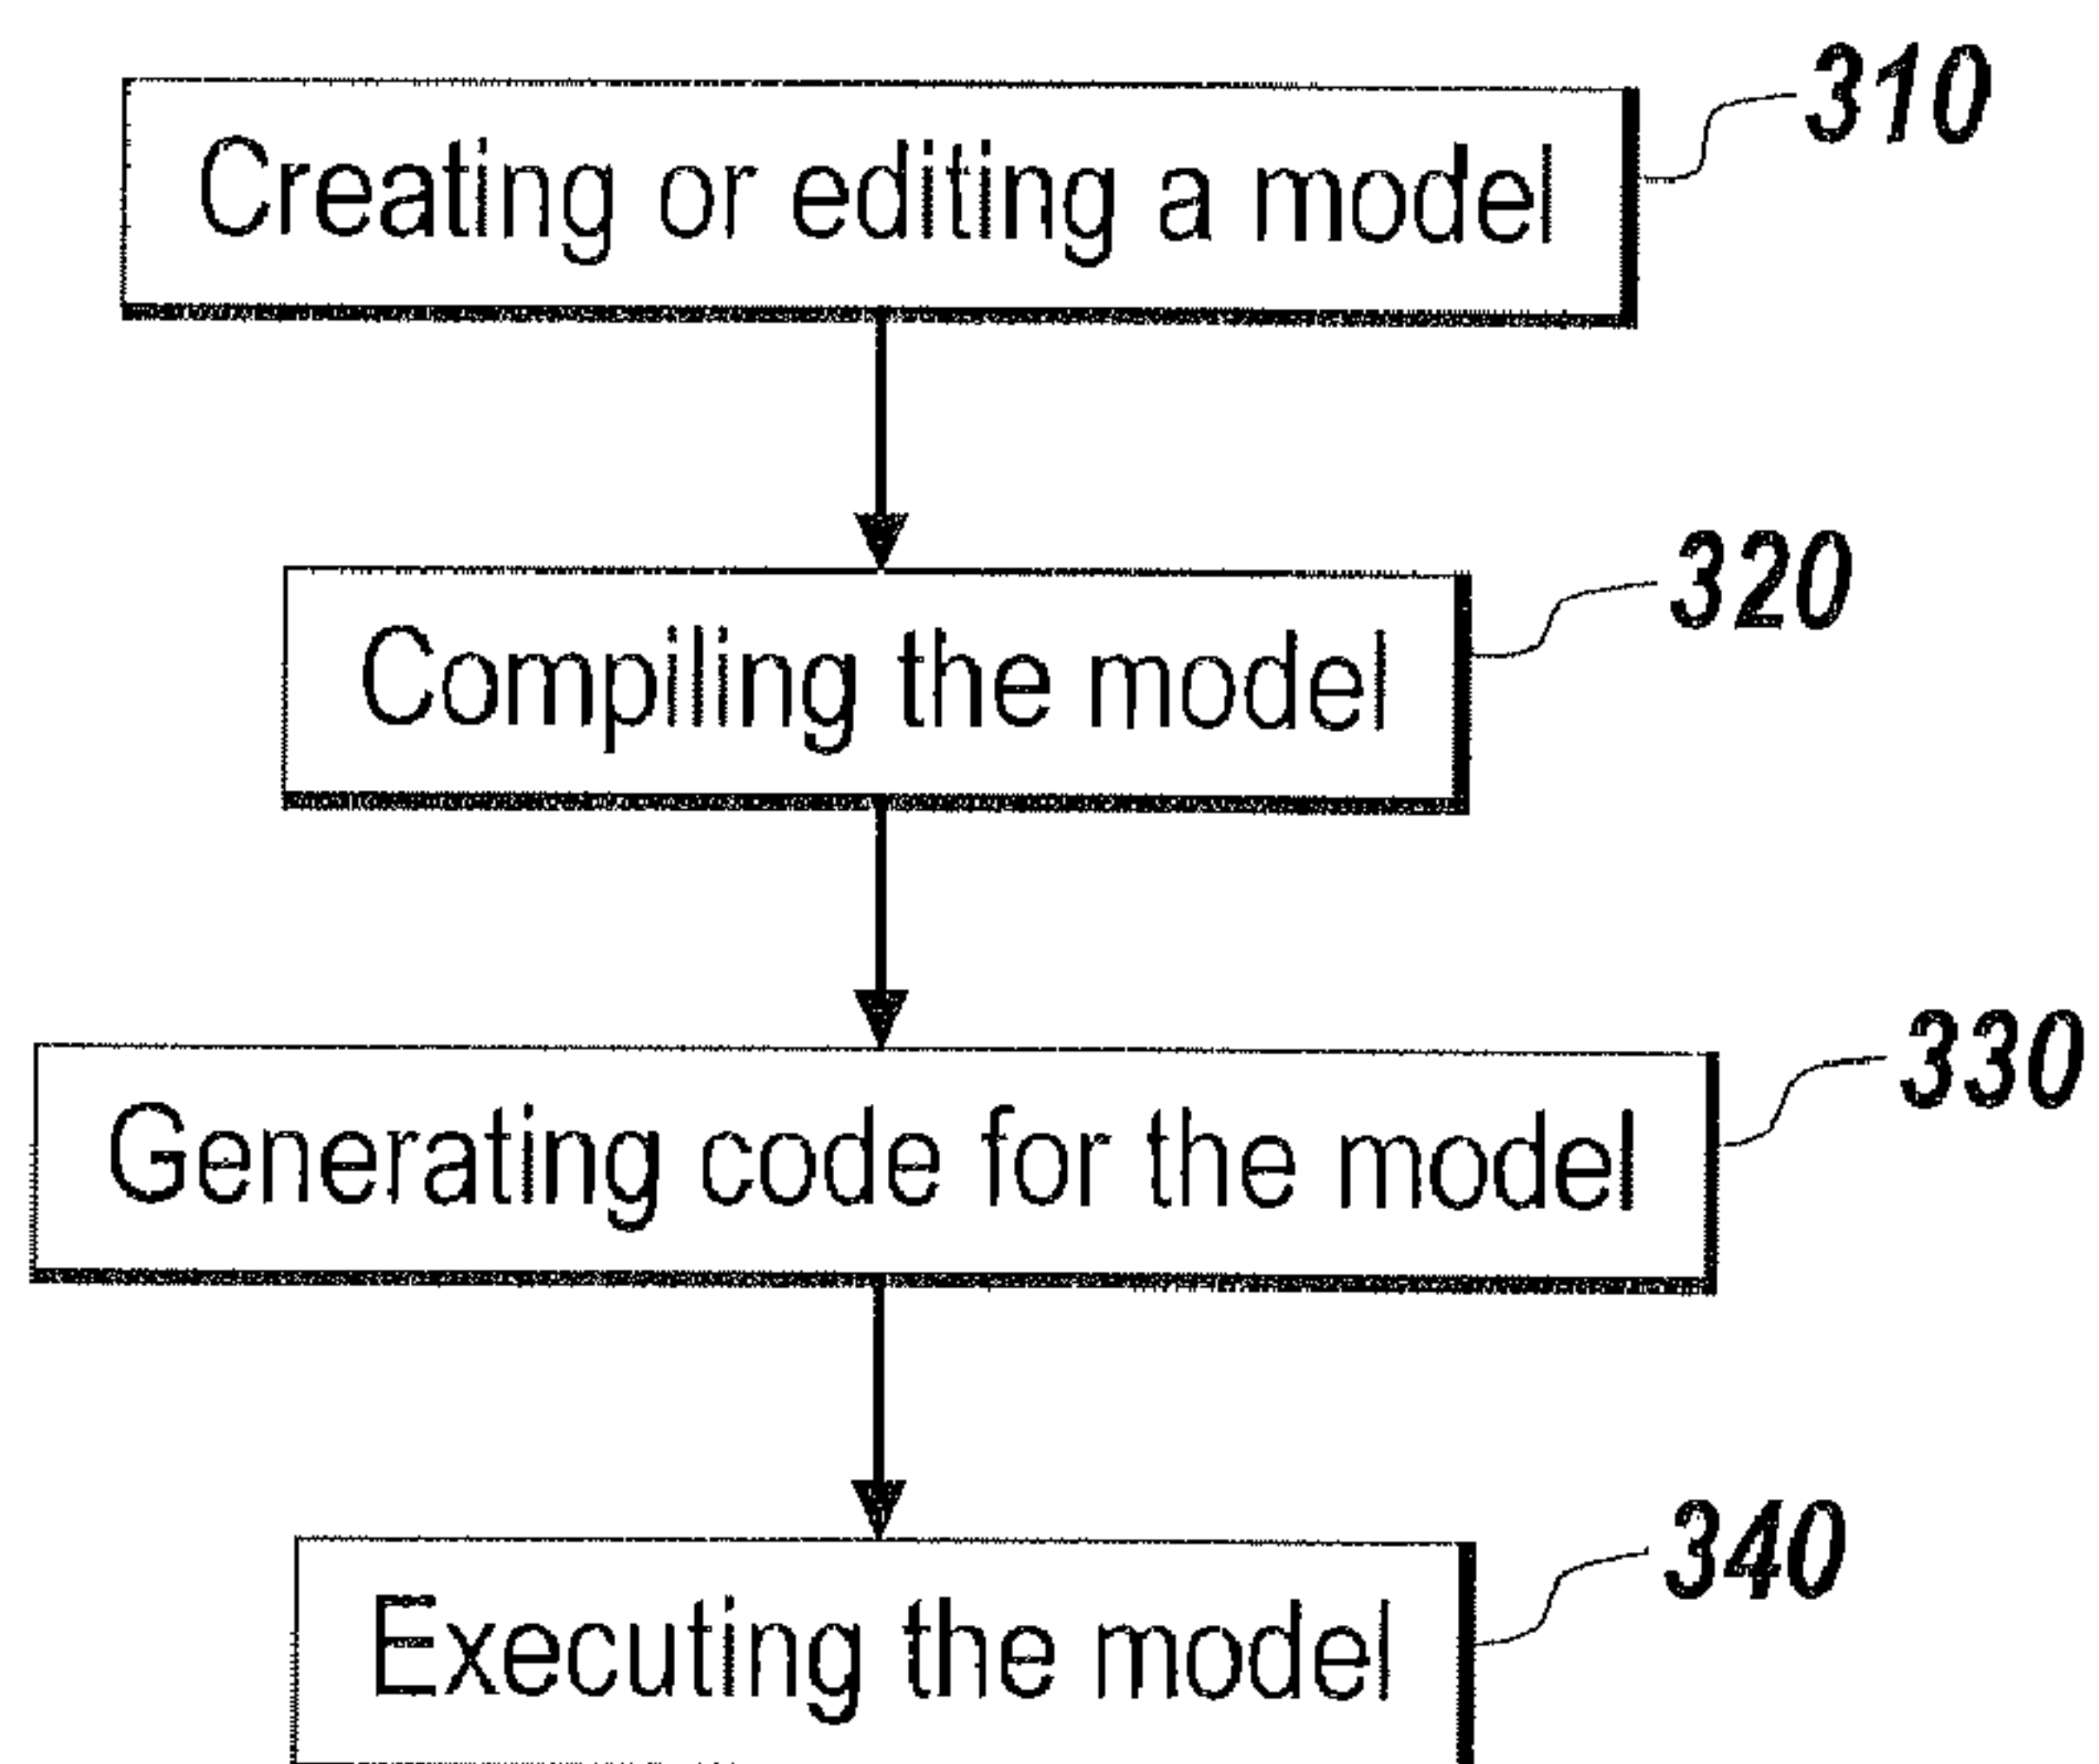 310
Creating or editing a model
320
Compiling the model
330
Generating code for the model
340
Executing the model